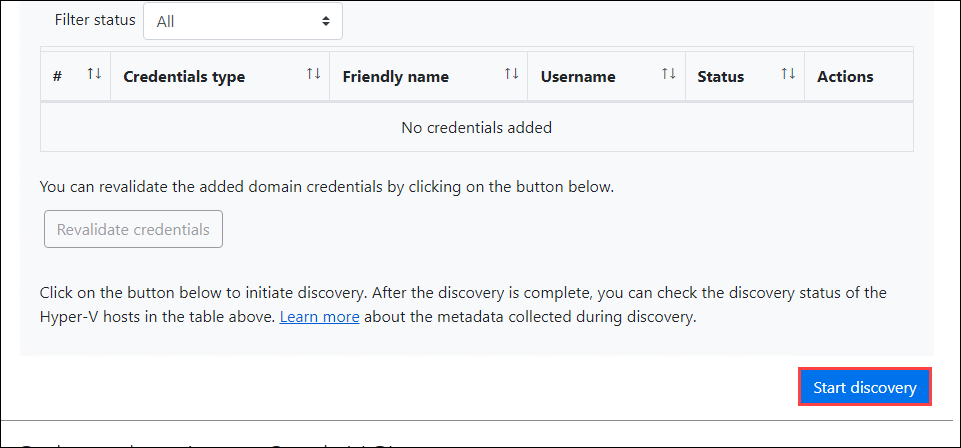 Filter status All
# ↑↓ Credentials type ↑↓ Friendly name ↑↓ Username ↑↓ Status ↑↓ Actions
No credentials added
You can revalidate the added domain credentials by clicking on the button below.
Revalidate credentials
Click on the button below to initiate discovery. After the discovery is complete, you can check the discovery status of the
Hyper-V hosts in the table above. Learn more about the metadata collected during discovery.
Start discovery